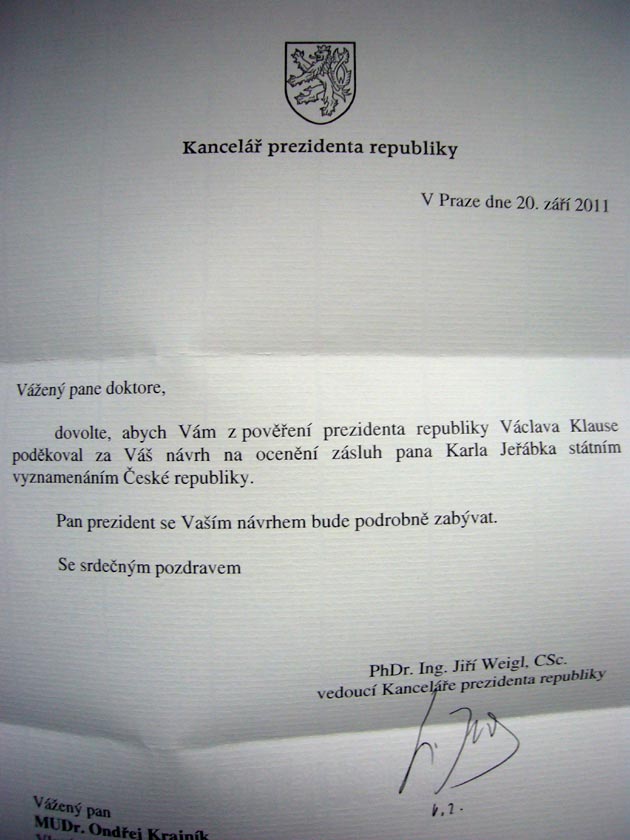 Kancelář prezidenta republiky
V Praze dne 20. září 2011
Vážený pane doktore,
dovolte, abych Vám z pověření prezidenta republiky Václava Klause
poděkoval za Váš návrh na ocenění zásluh pana Karla Jeřábka státním
vyznamenáním České republiky.
Pan prezident se Vaším návrhem bude podrobně zabývat.
Se srdečným pozdravem
PhDr. Ing. Jiří Weigl, CSc.
vedoucí Kanceláře prezidenta republiky
Vážený pan
MUDr. Ondřej Krajník